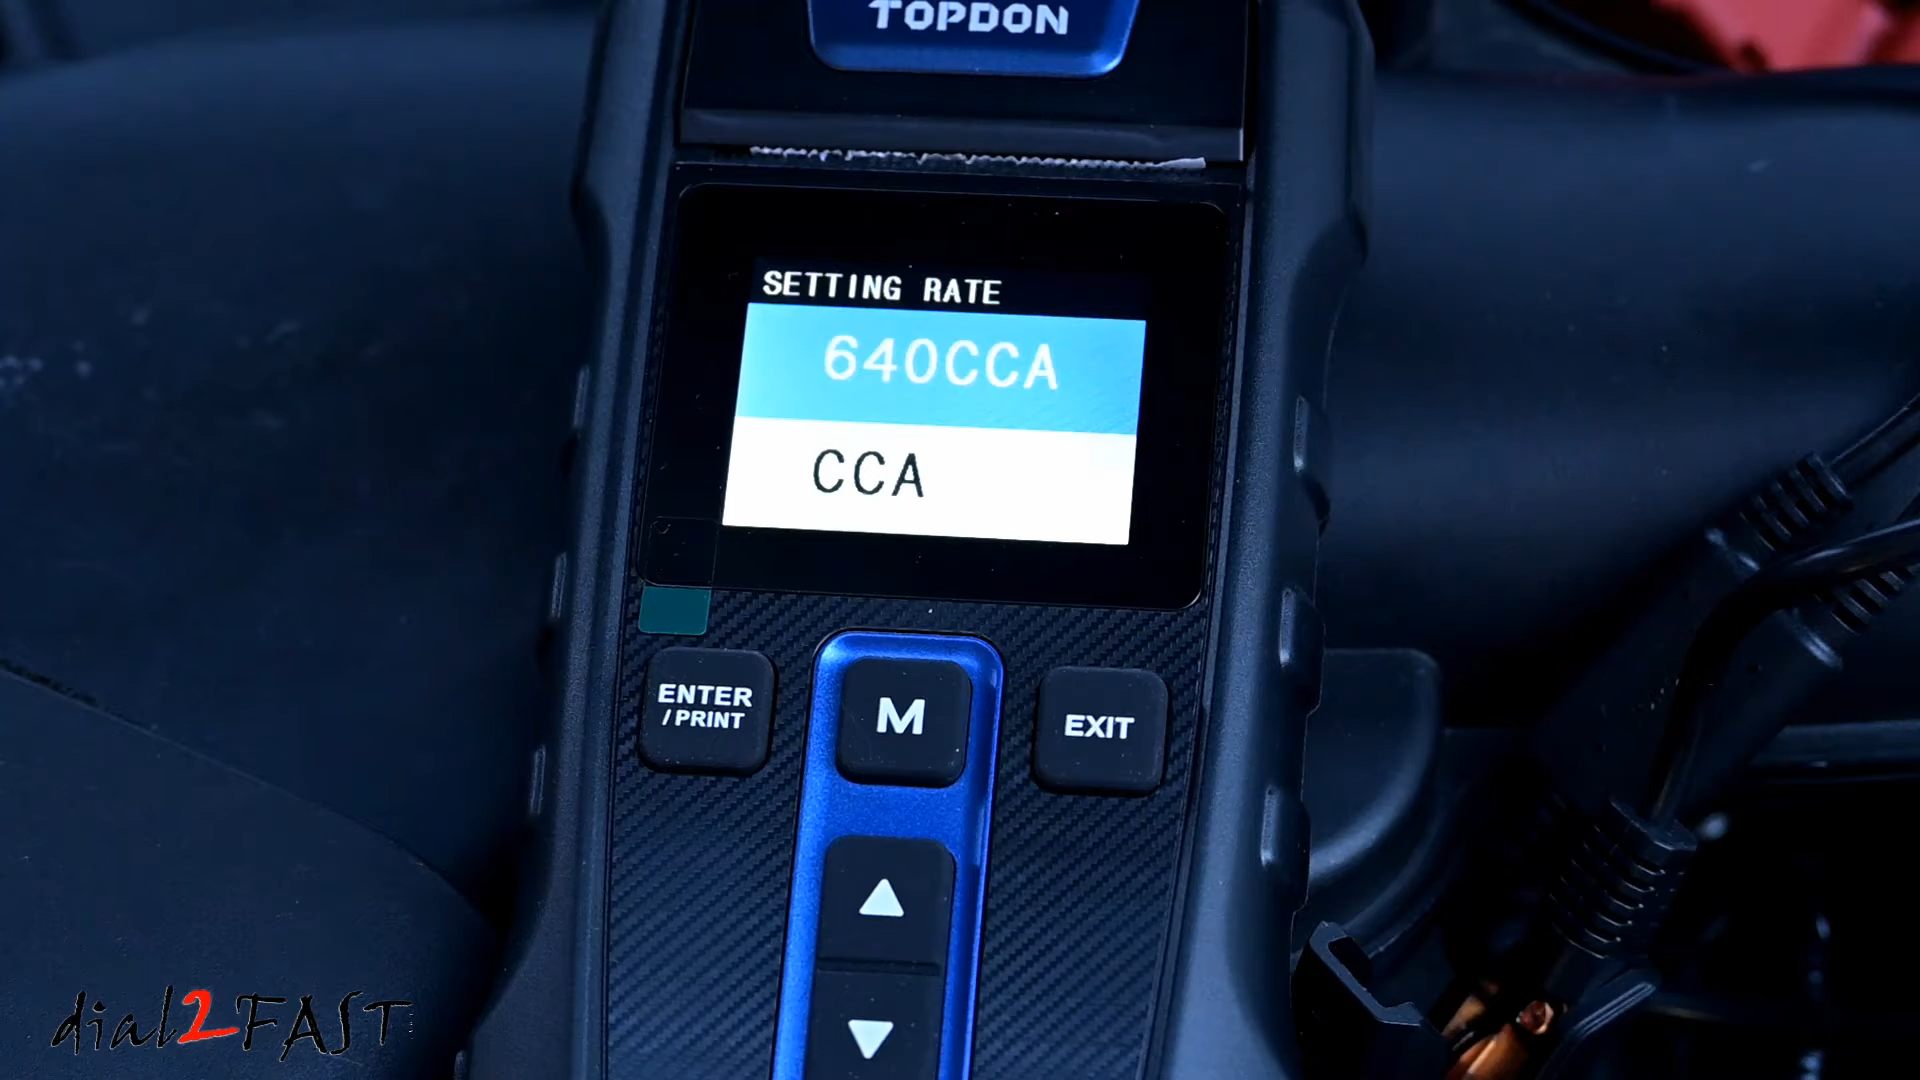 TOPDON
SETTING RATE
640CCA
CCA
ENTER
/PRINT
M
EXIT
dial2FAST